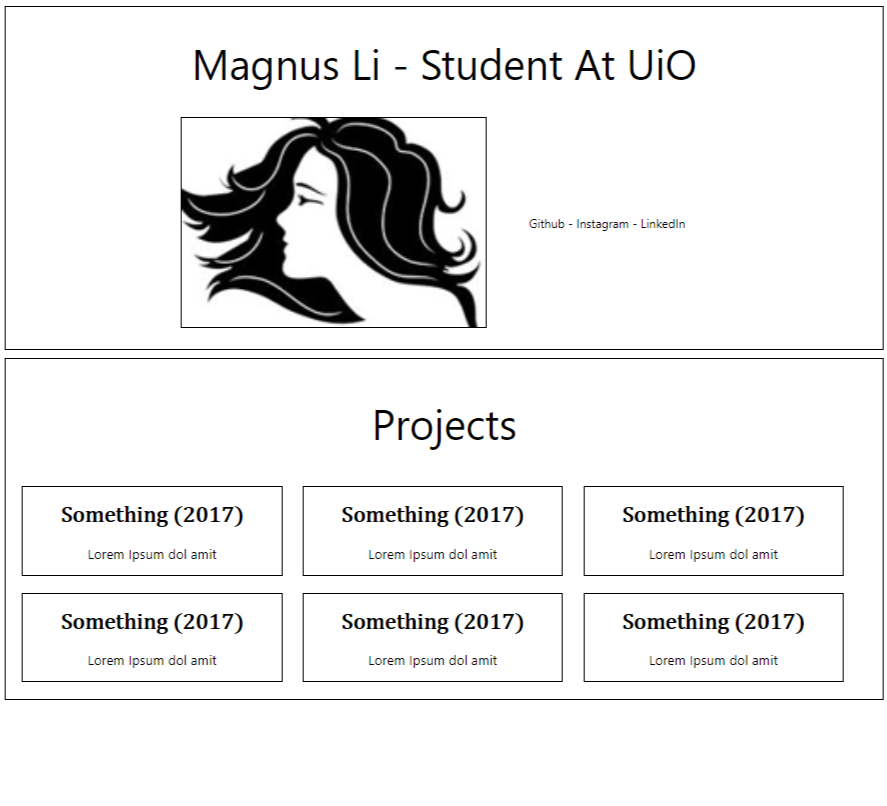 Magnus Li - Student At UiO
Github - Instagram - LinkedIn
Projects
Something (2017)
Lorem Ipsum dol amit
Something (2017)
Lorem Ipsum dol amit
Something (2017)
Lorem Ipsum dol amit
Something (2017)
Lorem Ipsum dol amit
Something (2017)
Lorem Ipsum dol amit
Something (2017)
Lorem Ipsum dol amit